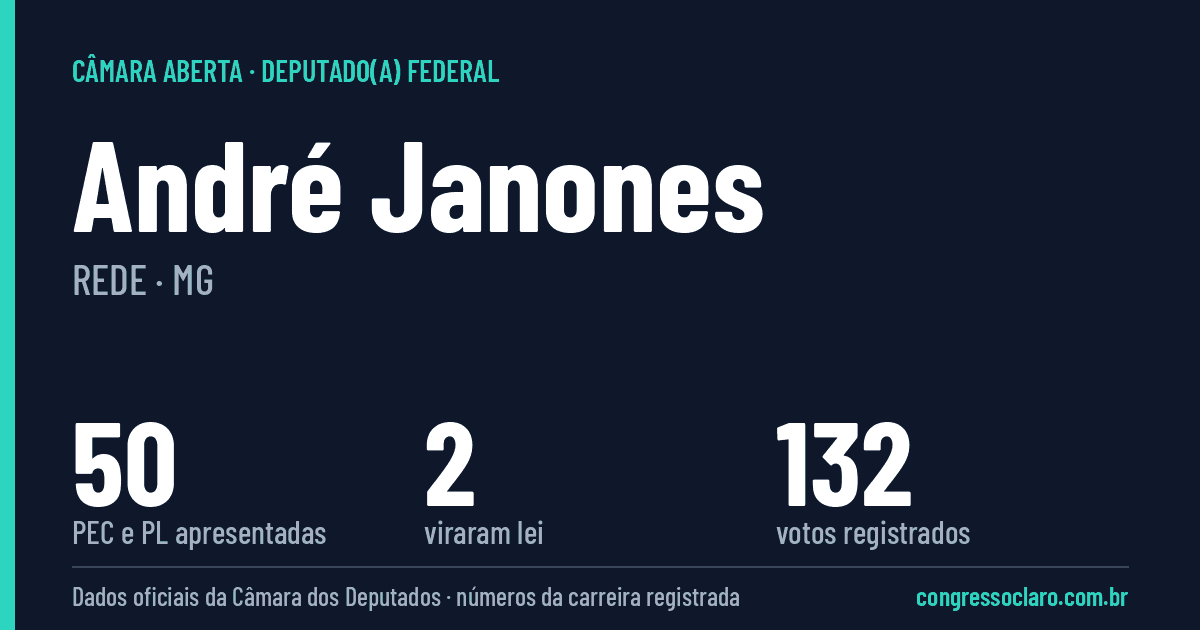 CÂMARA ABERTA · DEPUTADO(A) FEDERAL
André Janones
REDE · MG
50 2 132
PEC e PL apresentadas viraram lei votos registrados
Dados oficiais da Câmara dos Deputados · números da carreira registrada congressoclaro.com.br